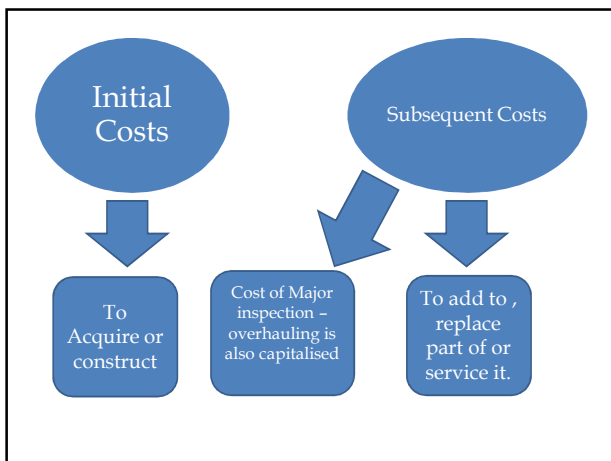 Initial
Costs
Subsequent Costs
To
Acquire or
construct
Cost of Major
inspection –
overhauling is
also capitalised
To add to ,
replace
part of or
service it.